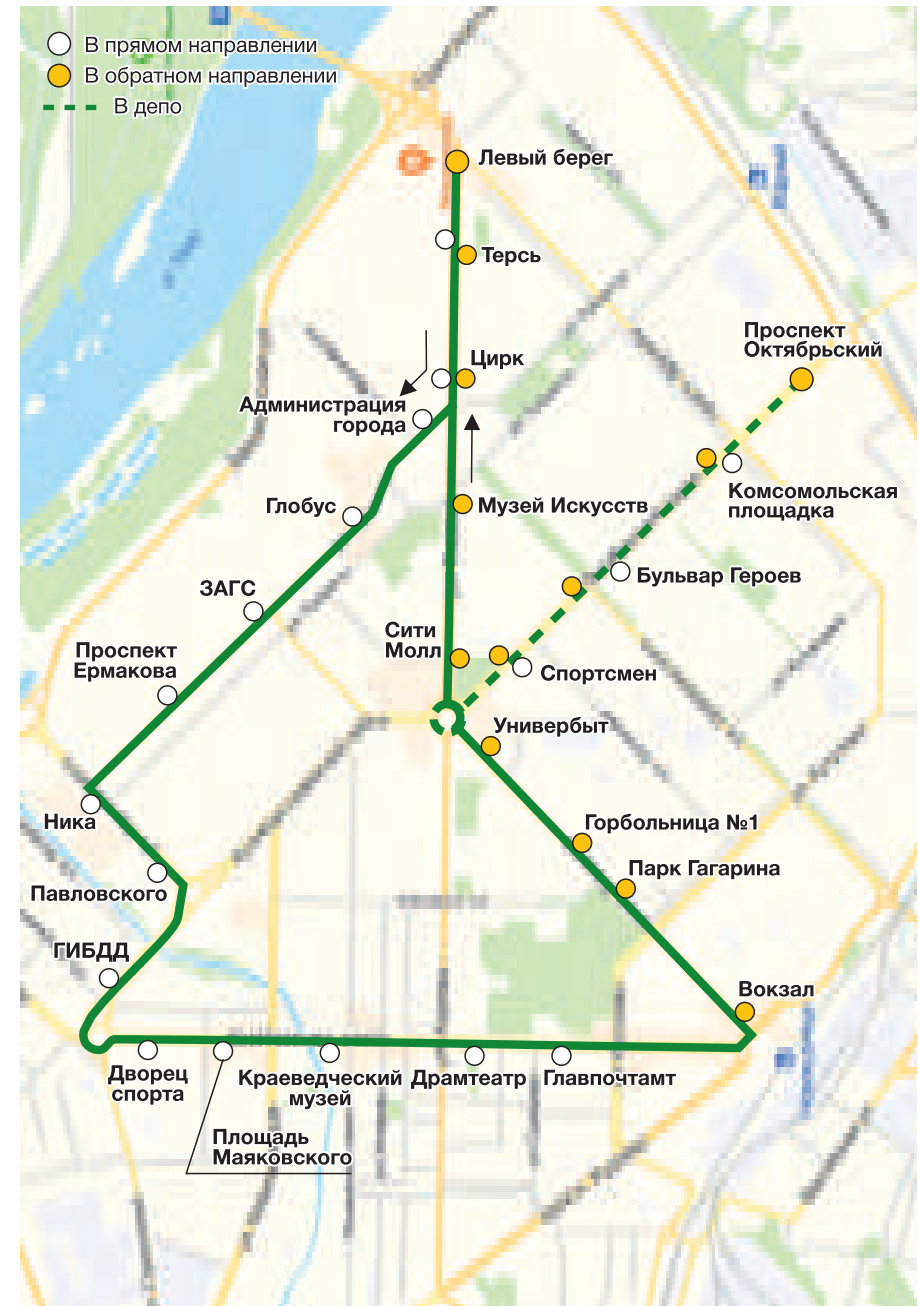 В прямом направлении
В обратном направлении
В депо
Левый берег
Терсь
Проспект
Октябрьский
Цирк
Администрация
города
Комсомольская
площадка
Глобус
Музей Искусств
Бульвар Героев
ЗАГС
Сити
Молл
Проспект
Ермакова
Спортсмен
Универбыт
Ника
Горбольница №1
Парк Гагарина
Павловского
ГИБДД
Вокзал
Дворец
спорта
Краеведческий
музей
Драмтеатр
Главпочтамт
Площадь
Маяковского